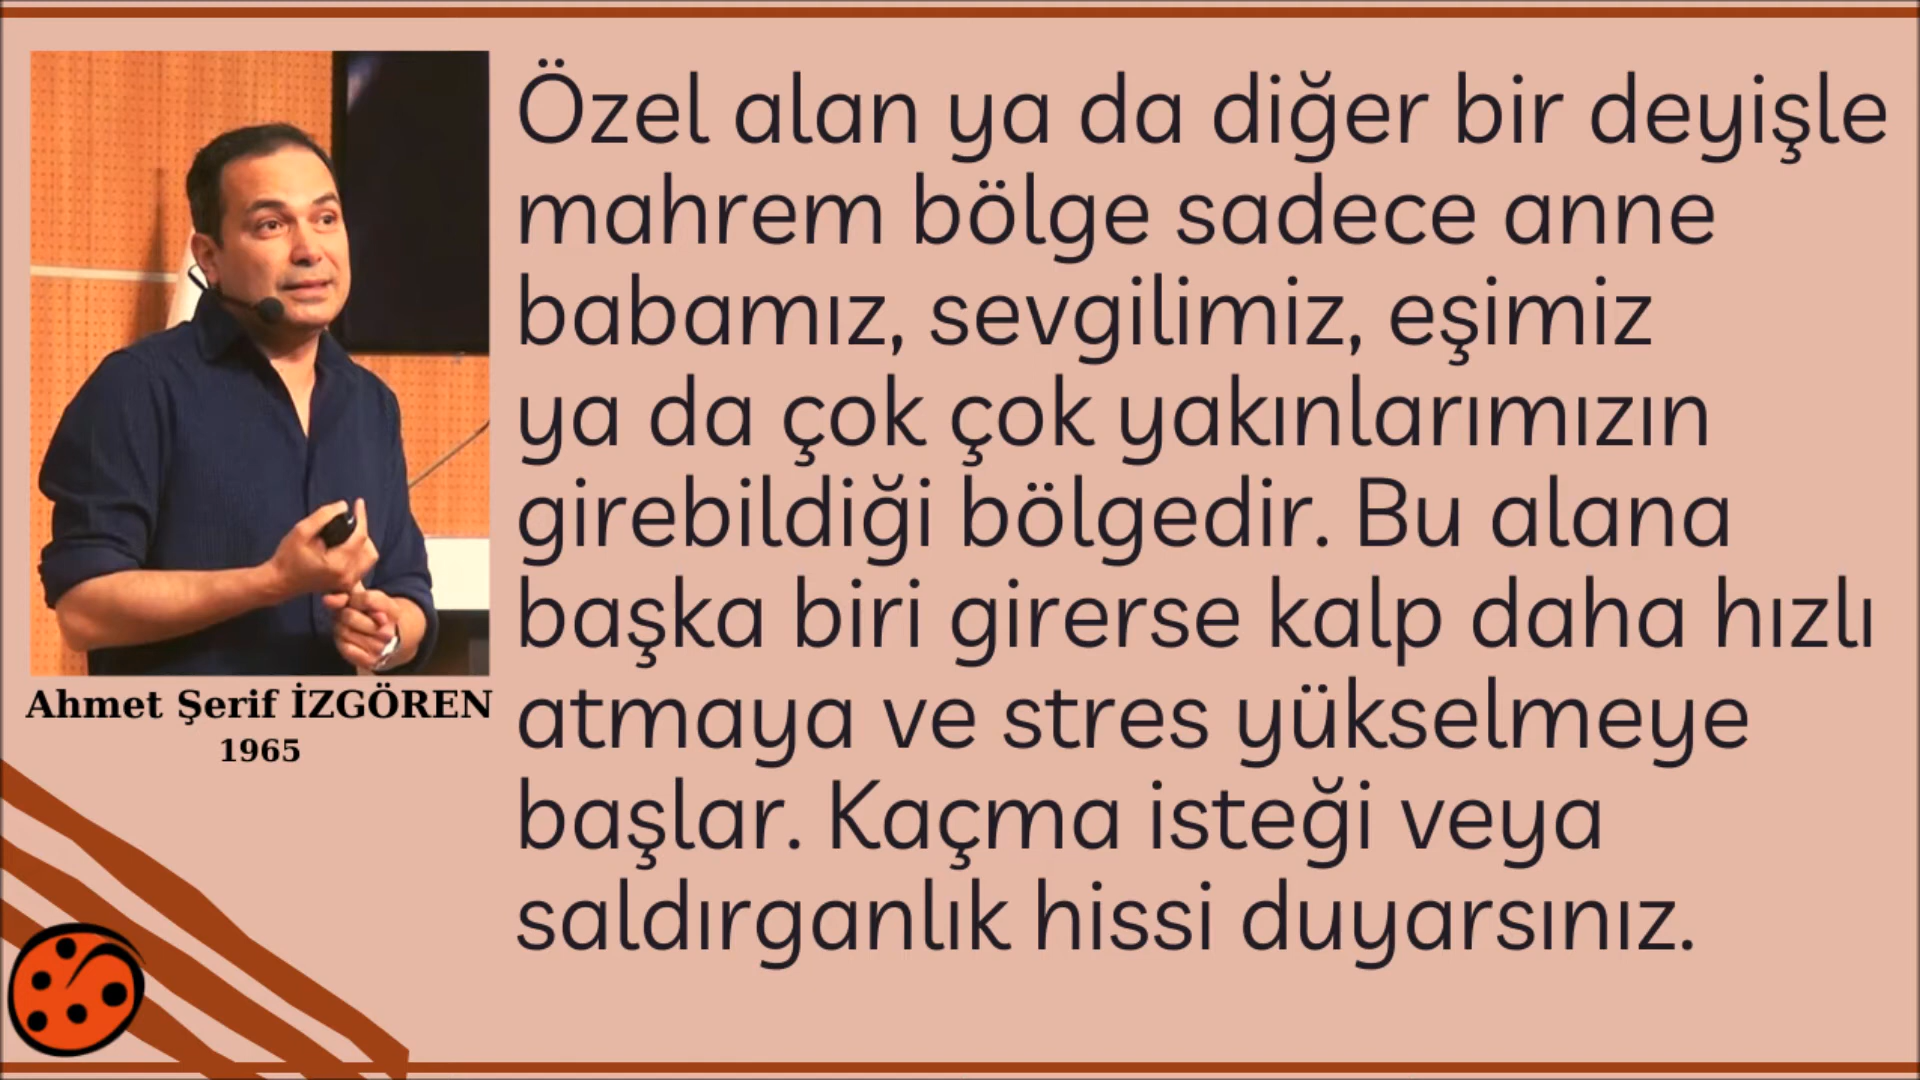 Özel alan ya da diğer bir deyişle
mahrem bölge sadece anne
babamız, sevgilimiz, eşimiz
ya da çok çok yakınlarımızın
girebildiği bölgedir. Bu alana
başka biri girerse kalp daha hızlı
atmaya ve stres yükselmeye
başlar. Kaçma isteği veya
saldırganlık hissi duyarsınız.
Ahmet Şerif İZGÖREN
1965